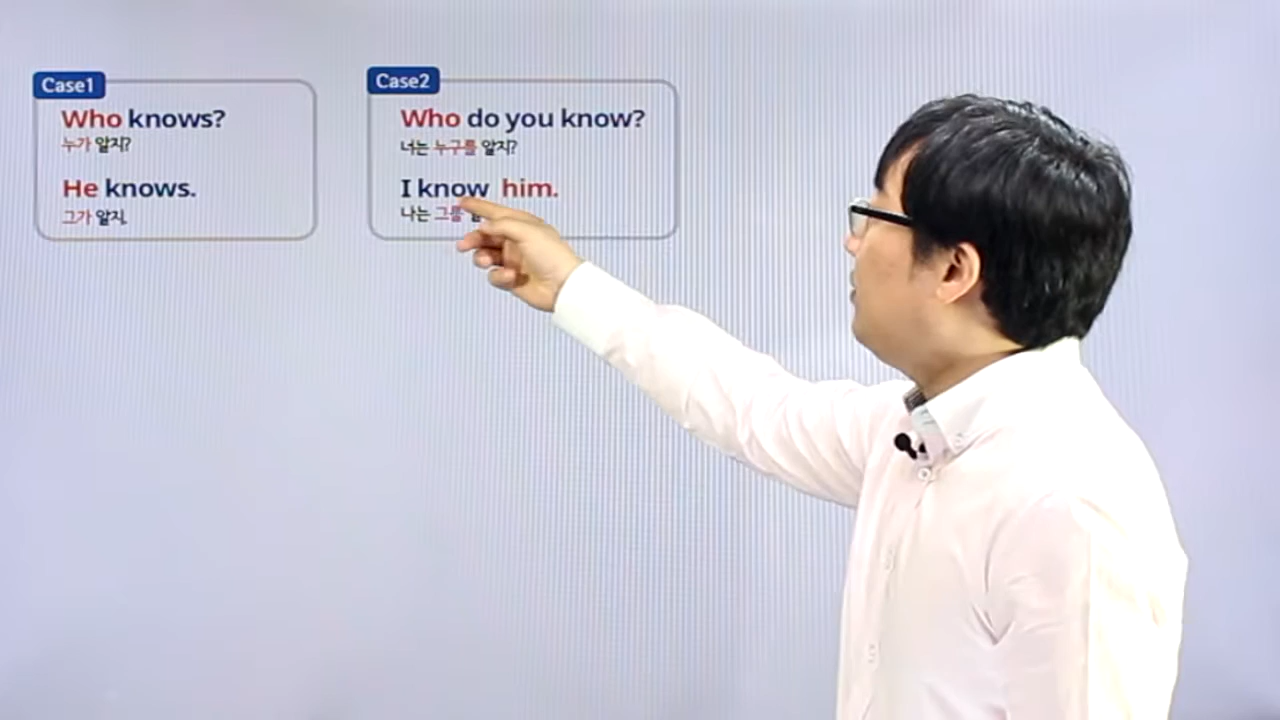 Case1
Who knows?
누가 알지?
He knows.
그가 알지.
Case2
Who do you know?
너는 누구를 알지?
I know him.
나는 그를